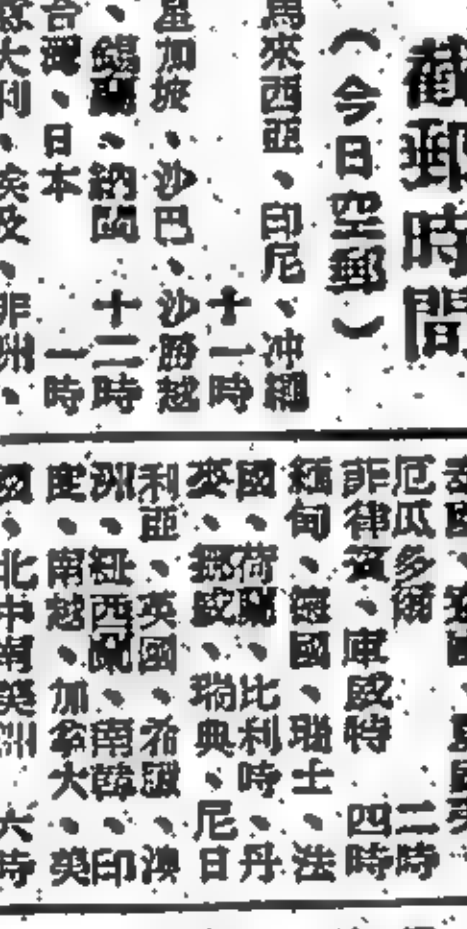 截郵時間
(今日空郵)
馬來西亞、印尼、沖繩
十一時
星加坡、沙巴、沙勝越
、錫蘭、納閩 十二時
台灣、日本 一時
意大利、埃及、非洲、
厄瓜多爾 二時
菲律賓、庫威特 四時
緬甸、德國、瑞士、法
國、荷蘭、比利時、丹
麥、挪威、瑞典、尼日
利亞、英國、希臘、澳
洲、紐西蘭、南韓、印
度、南越、加拿大、美
國、北中南美洲 六時